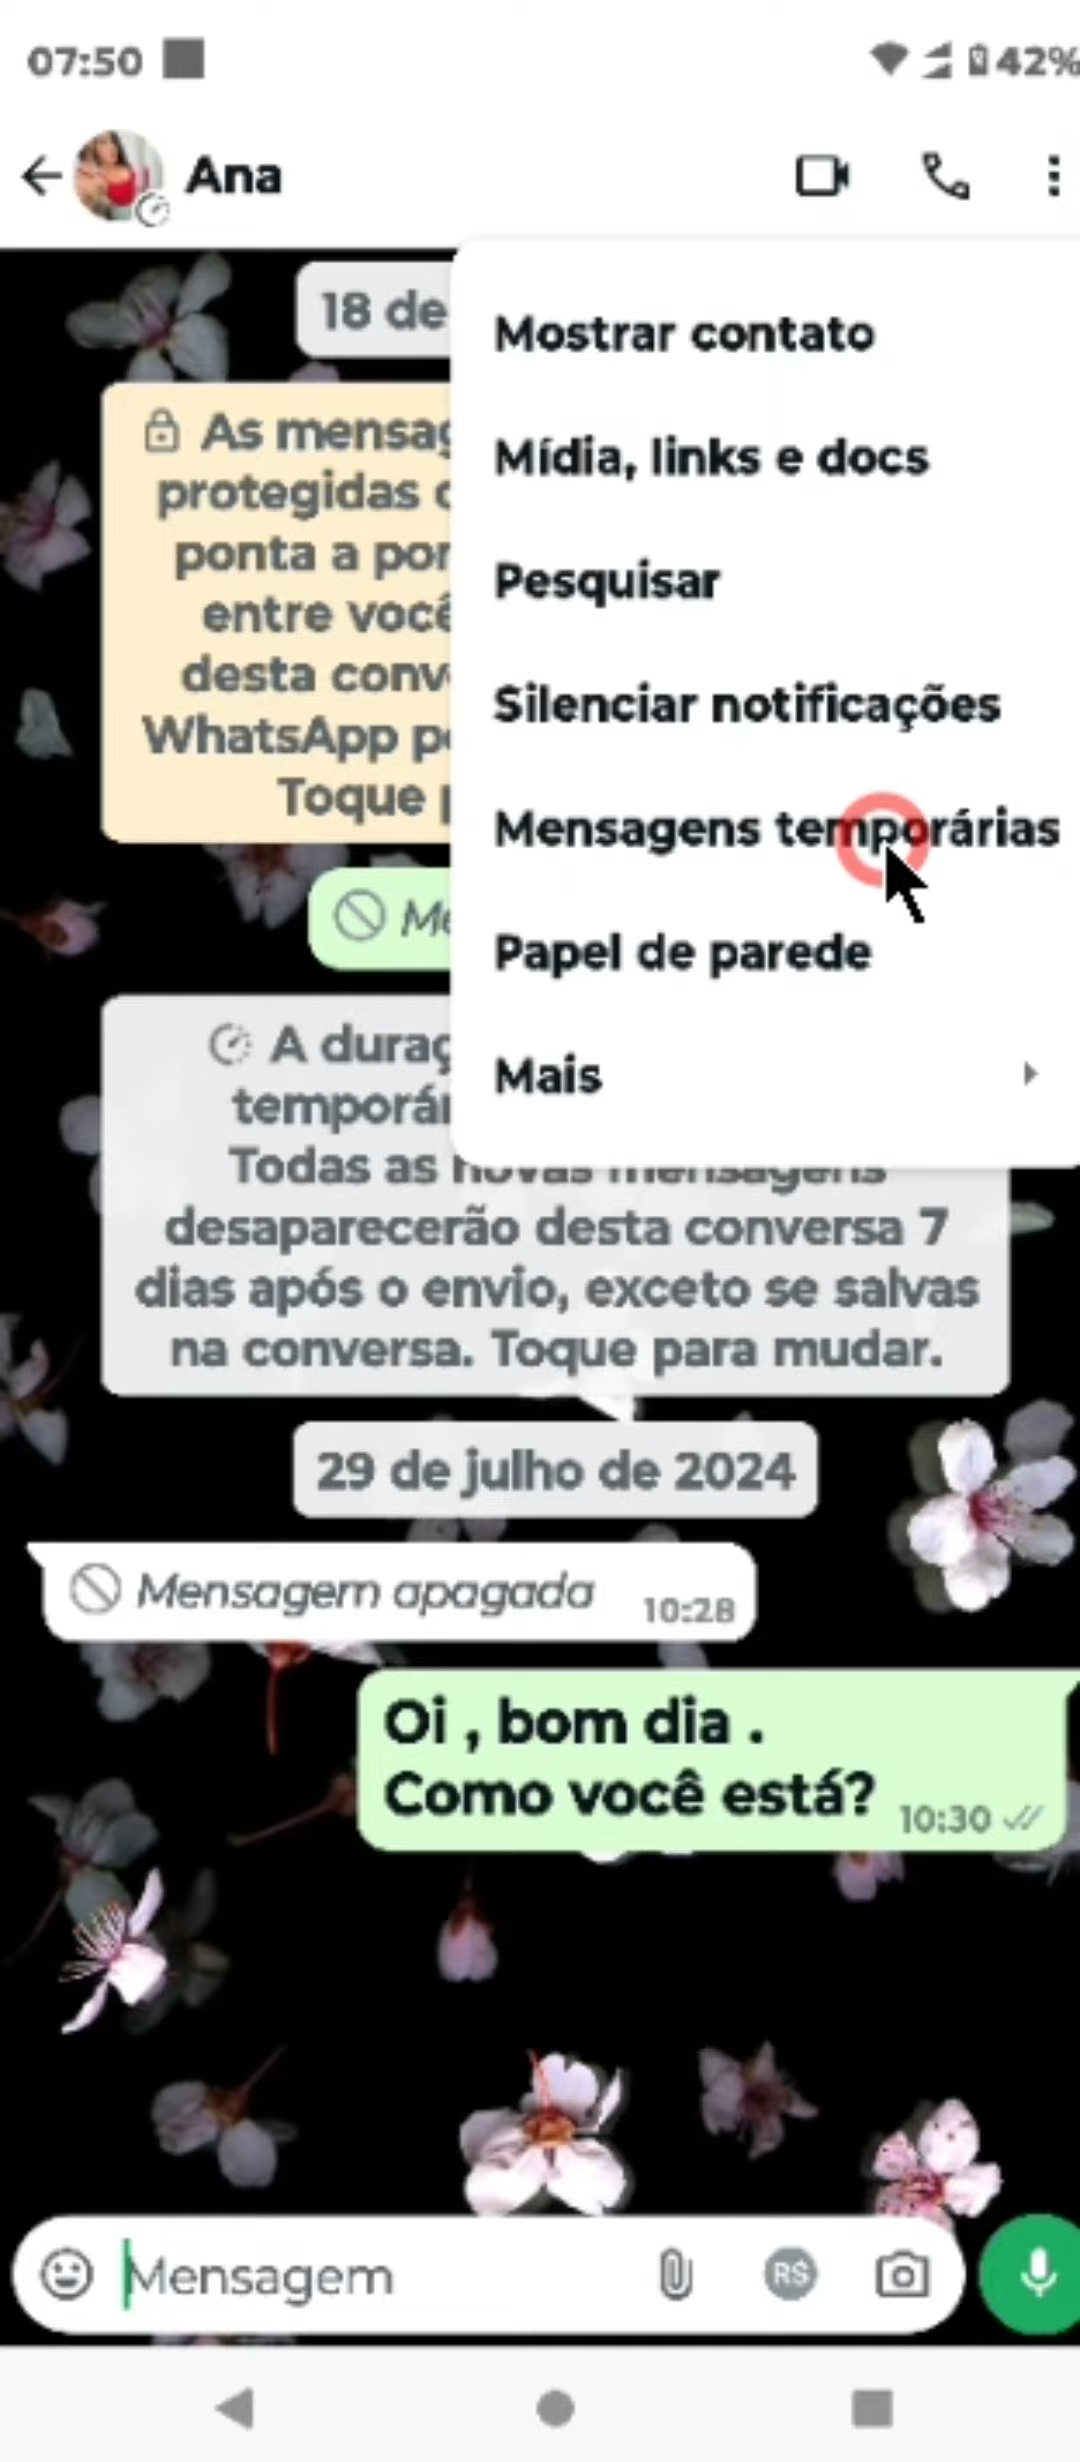 07:50
42%
Ana
18 de
Mostrar contato
Mídia, links e docs
Pesquisar
Silenciar notificações
Mensagens temporárias
Papel de parede
Mais
As mensag
protegidas
ponta a
entre você
desta conv
WhatsApp
Toque
A duraç
temporár
Todas as novas mensagens
desaparecerão desta conversa 7
dias após o envio, exceto se salvas
na conversa. Toque para mudar.
29 de julho de 2024
Mensagem apagada 10:28
Oi , bom dia .
Como você está? 10:30
Mensagem
R$